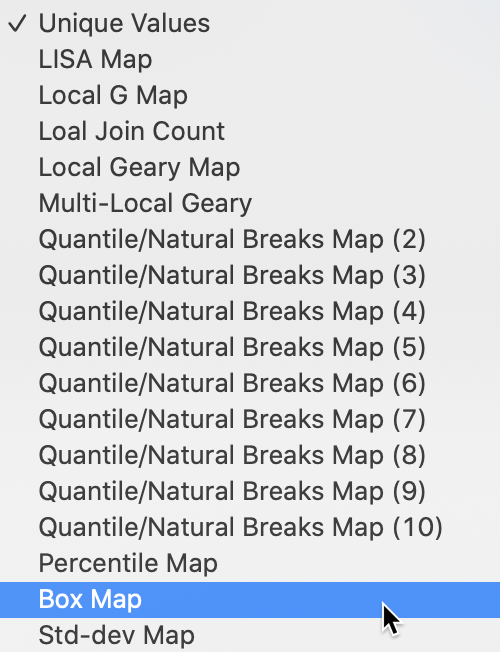 ✓ Unique Values
LISA Map
Local G Map
Loal Join Count
Local Geary Map
Multi-Local Geary
Quantile/Natural Breaks Map (2)
Quantile/Natural Breaks Map (3)
Quantile/Natural Breaks Map (4)
Quantile/Natural Breaks Map (5)
Quantile/Natural Breaks Map (6)
Quantile/Natural Breaks Map (7)
Quantile/Natural Breaks Map (8)
Quantile/Natural Breaks Map (9)
Quantile/Natural Breaks Map (10)
Percentile Map
Box Map
Std-dev Map